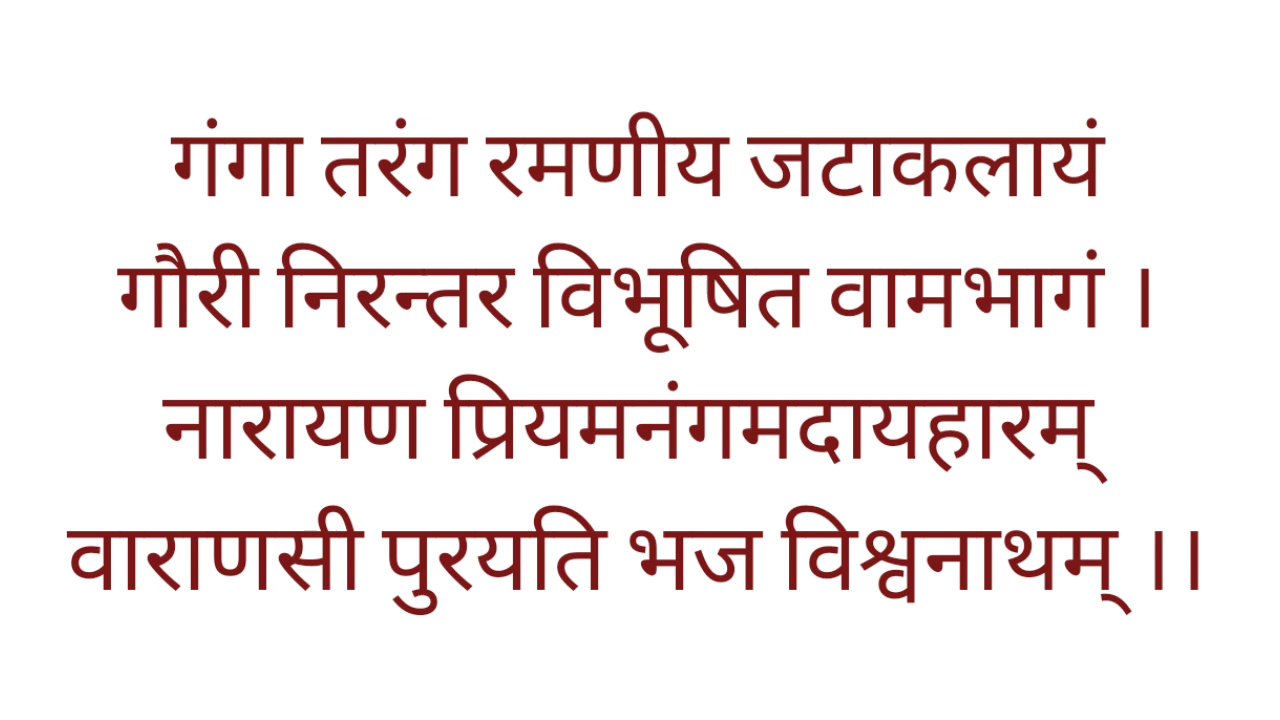 गंगा तरंग रमणीय जटाकलायं
गौरी निरन्तर विभूषित वामभागं ।
नारायण प्रियमनंगमदायहारम्
वाराणसी पुरयति भज विश्वनाथम् ।।